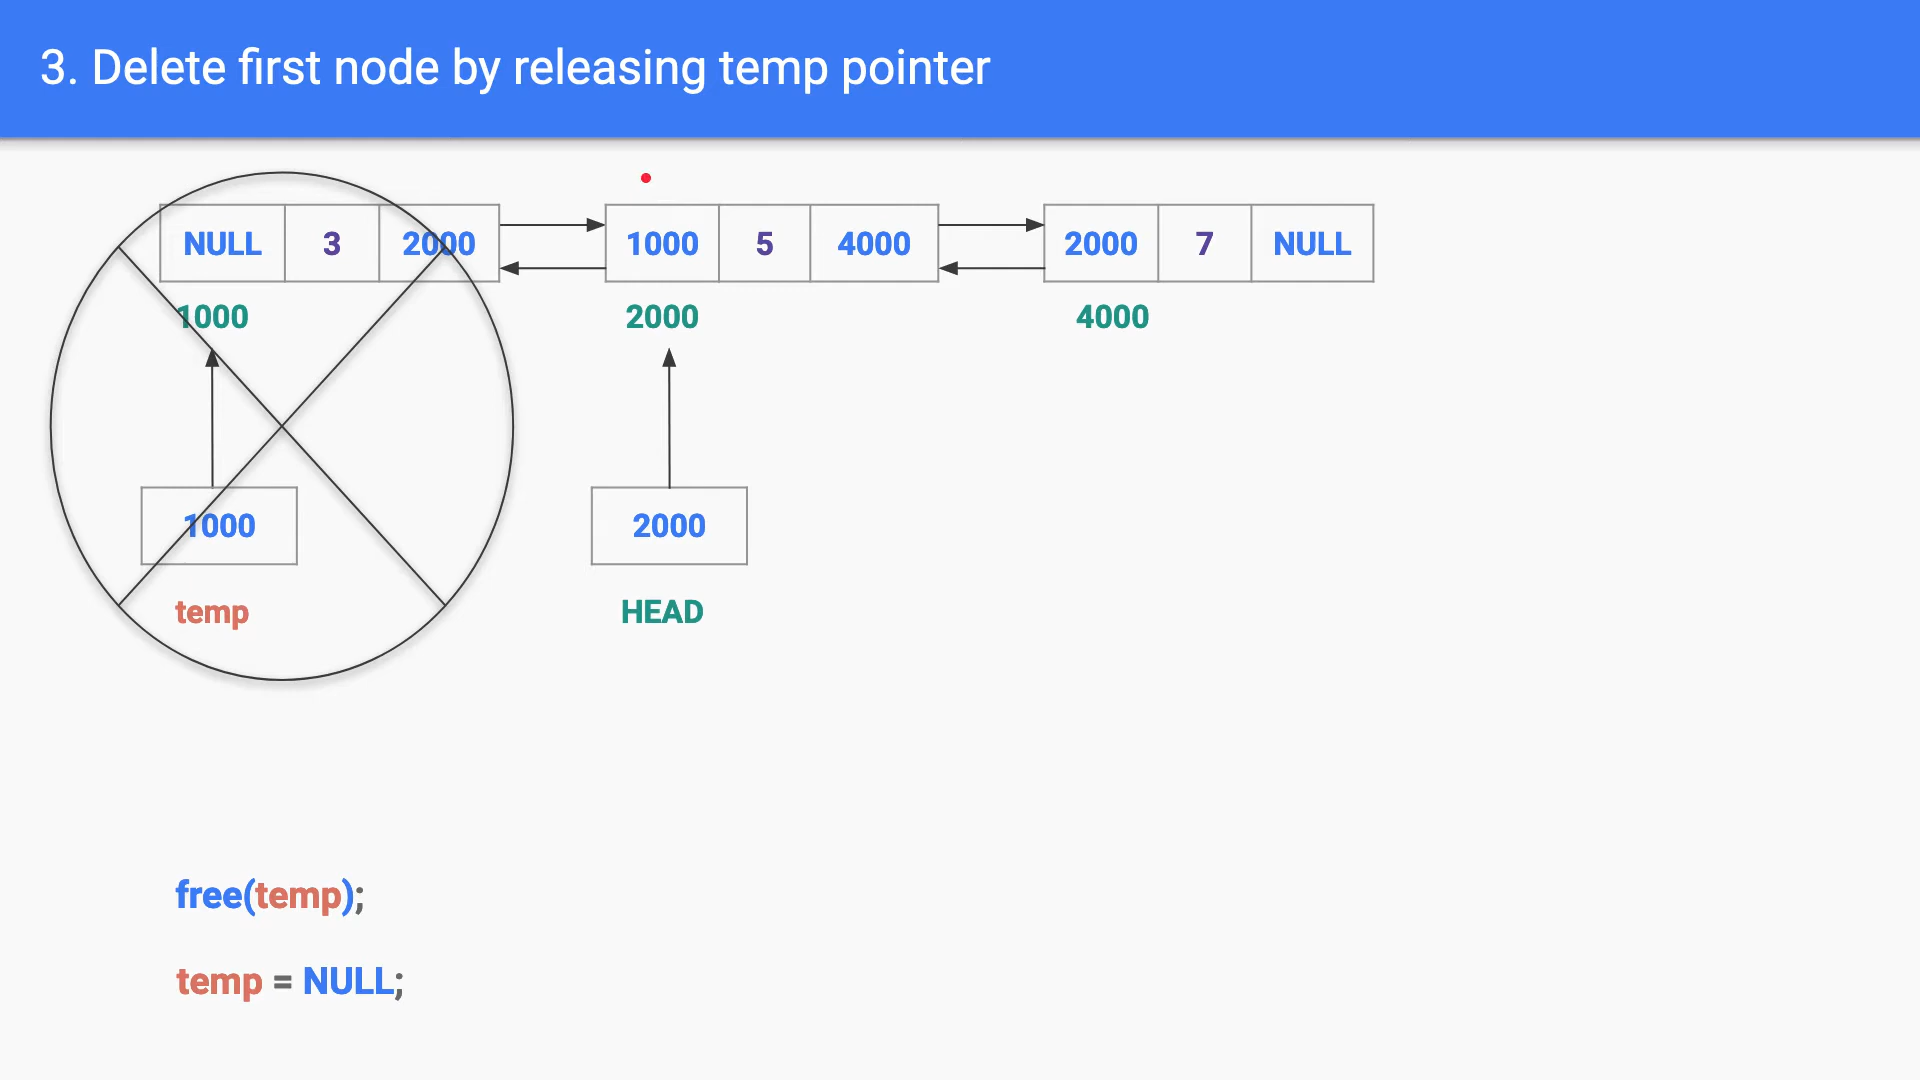 3. Delete first node by releasing temp pointer
NULL 3 2000 1000 5 4000 2000 7 NULL
1000 2000 4000
1000 2000
temp HEAD
free(temp);
temp = NULL;